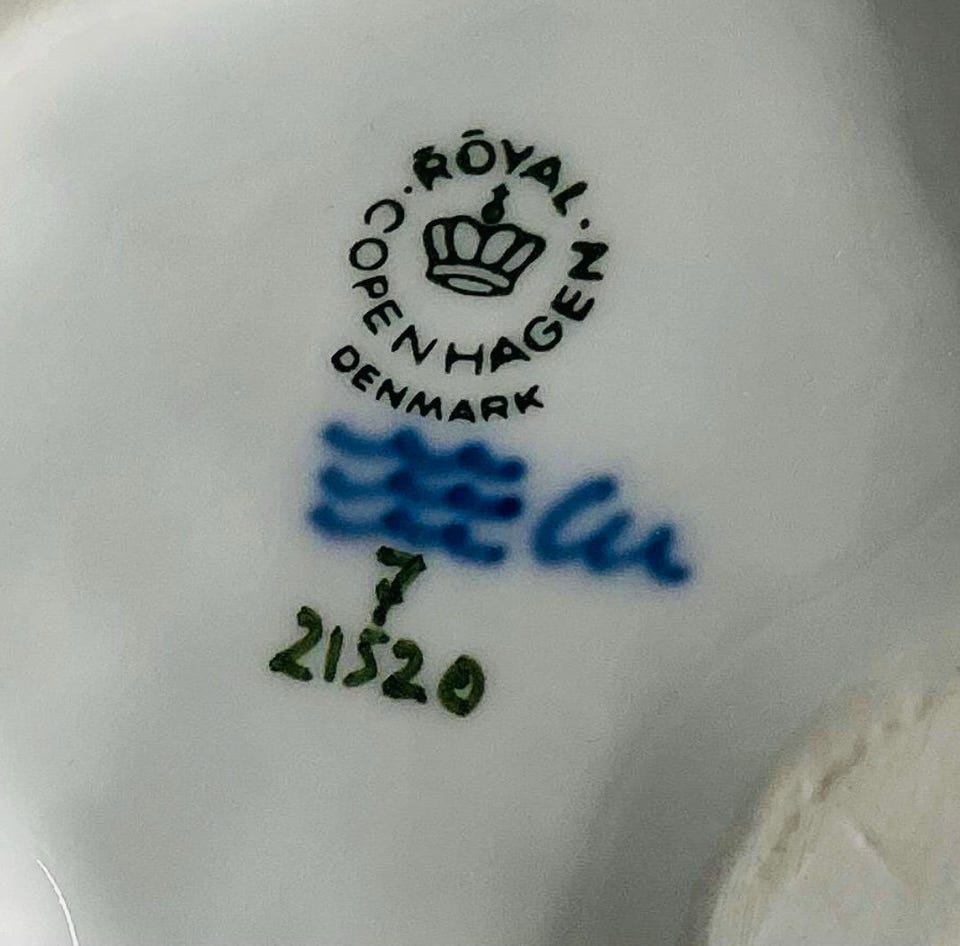 ROYAL
COPENHAGEN
DENMARK
7
21520